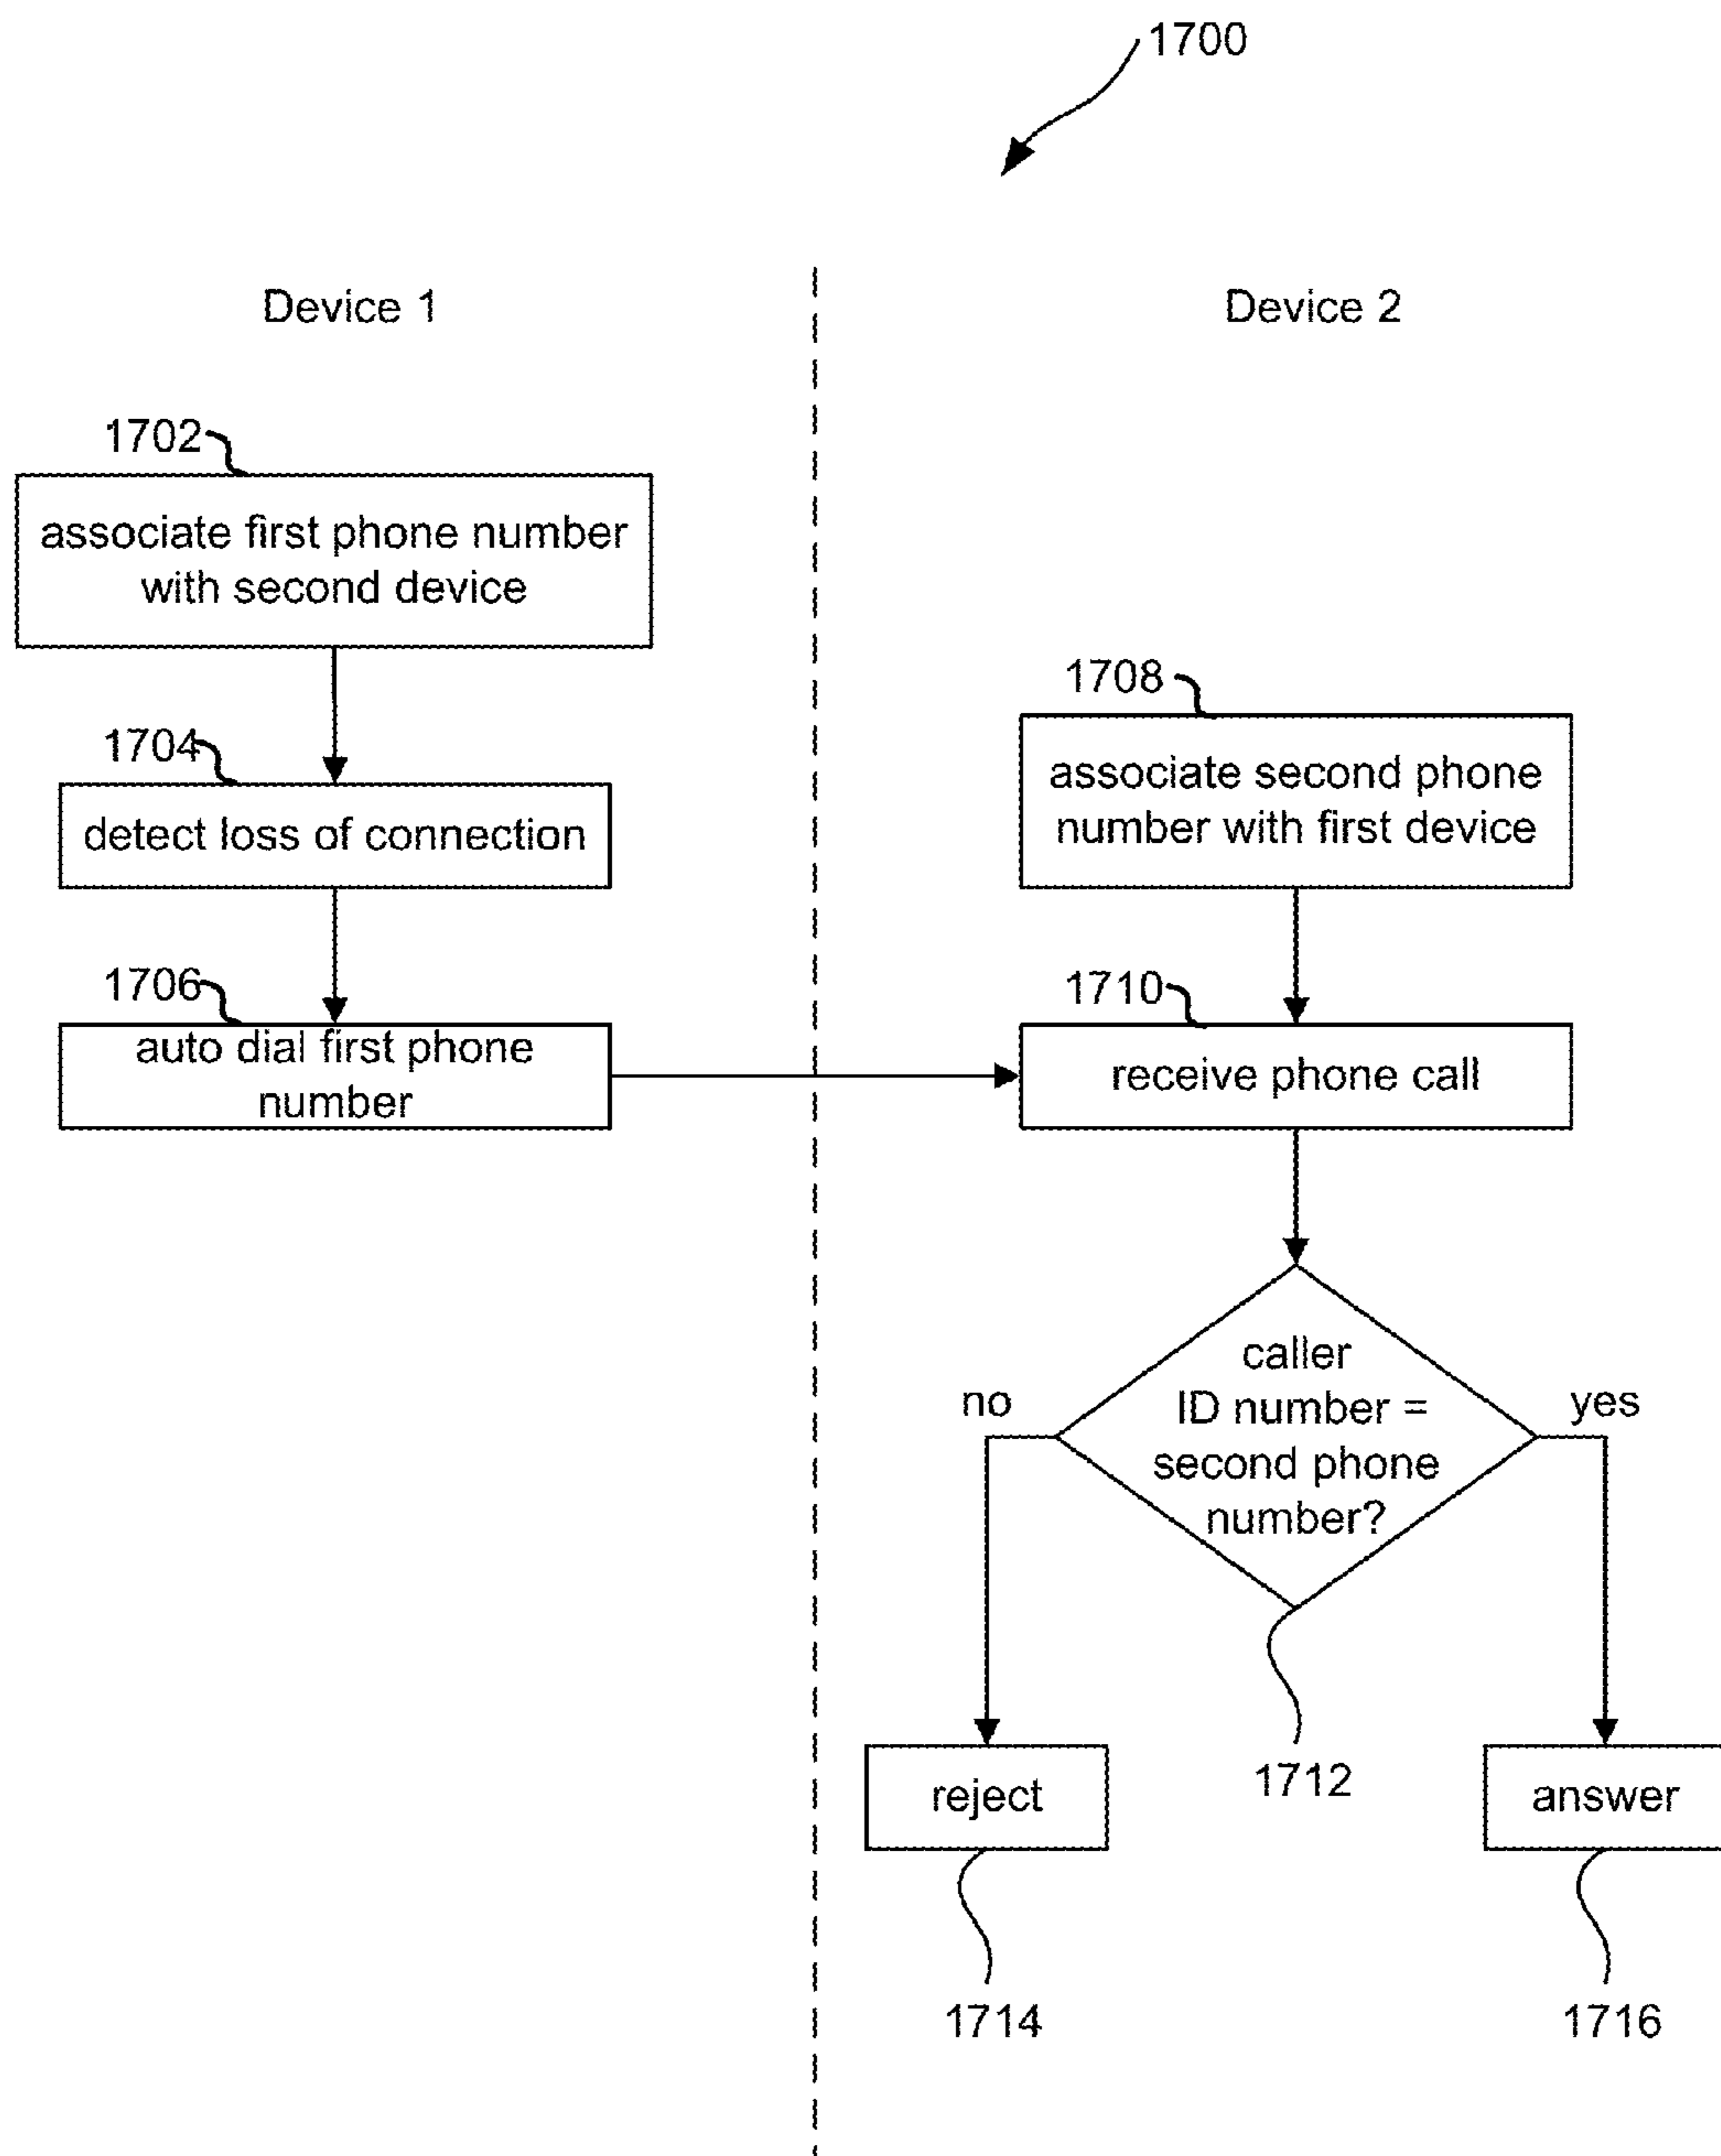 1700
Device 1
Device 2
1702
associate first phone number
with second device
1704
detect loss of connection
1706
auto dial first phone
number
1708
associate second phone
number with first device
1710
receive phone call
caller
ID number =
second phone
number?
no
yes
1712
reject
answer
1714
1716